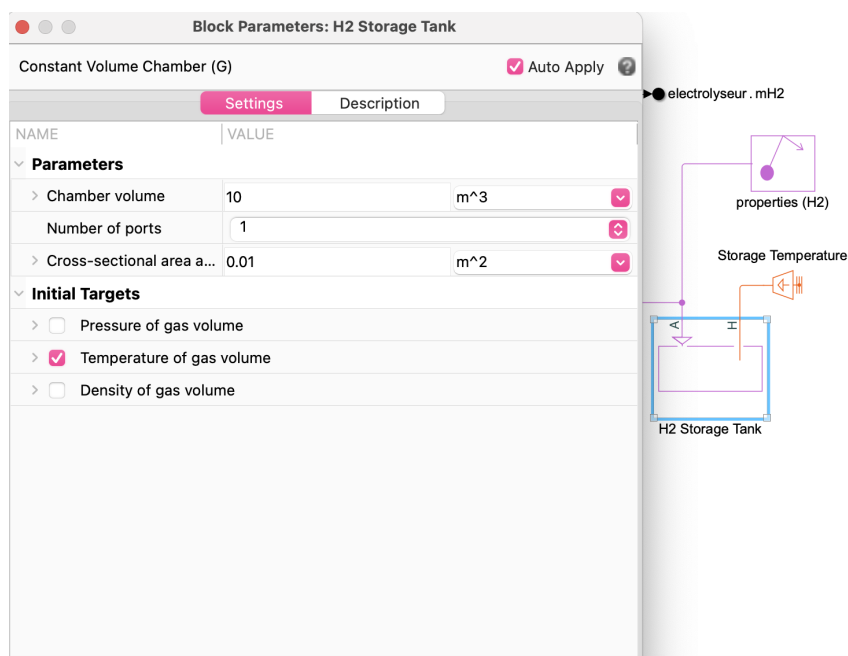 Block Parameters: H2 Storage Tank
Constant Volume Chamber (G)
Auto Apply
?
Settings Description
NAME VALUE
Parameters
Chamber volume 10 m^3
Number of ports 1
Cross-sectional area a... 0.01 m^2
Initial Targets
Pressure of gas volume
Temperature of gas volume
Density of gas volume
electrolyseur. mH2
properties (H2)
Storage Temperature
A
H
H2 Storage Tank